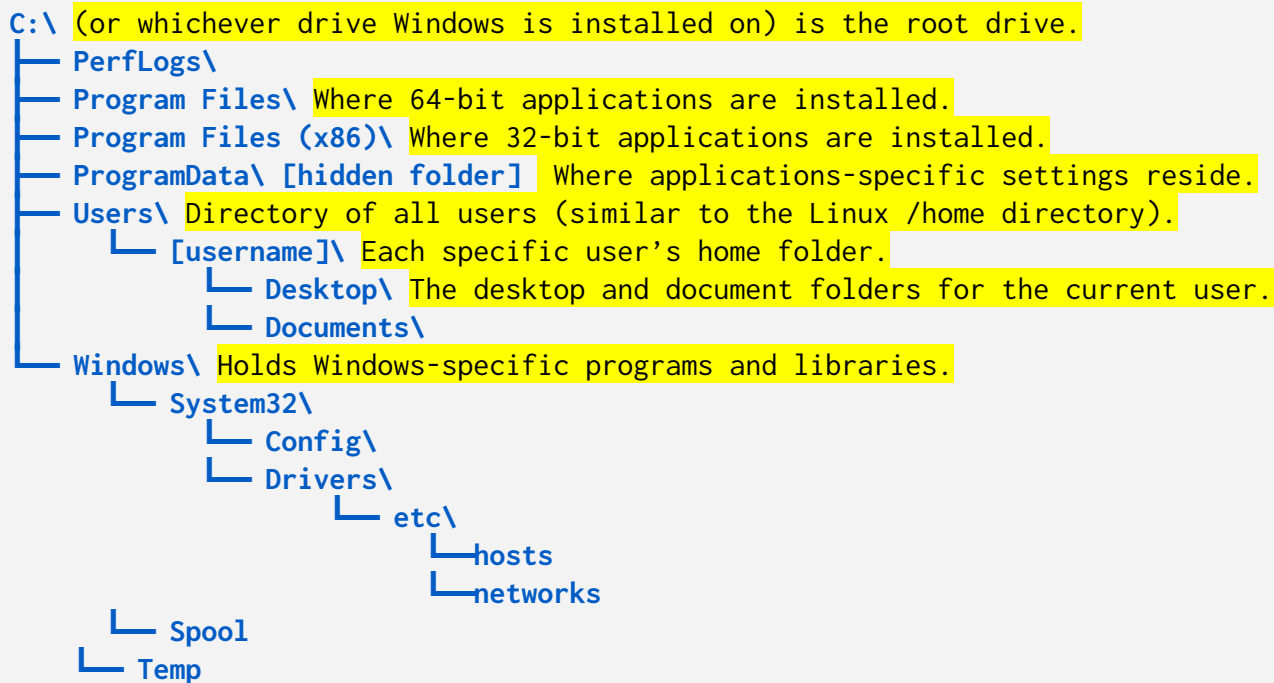 C:\ (or whichever drive Windows is installed on) is the root drive.
├── PerfLogs\
├── Program Files\ Where 64-bit applications are installed.
├── Program Files (x86)\ Where 32-bit applications are installed.
├── ProgramData\ [hidden folder] Where applications-specific settings reside.
├── Users\ Directory of all users (similar to the Linux /home directory).
│     └── [username]\ Each specific user’s home folder.
│           └── Desktop\ The desktop and document folders for the current user.
│           └── Documents\
└── Windows\ Holds Windows-specific programs and libraries.
      └── System32\
            └── Config\
            └── Drivers\
                    └── etc\
                          └──hosts
                          └──networks
      └── Spool
    └── Temp